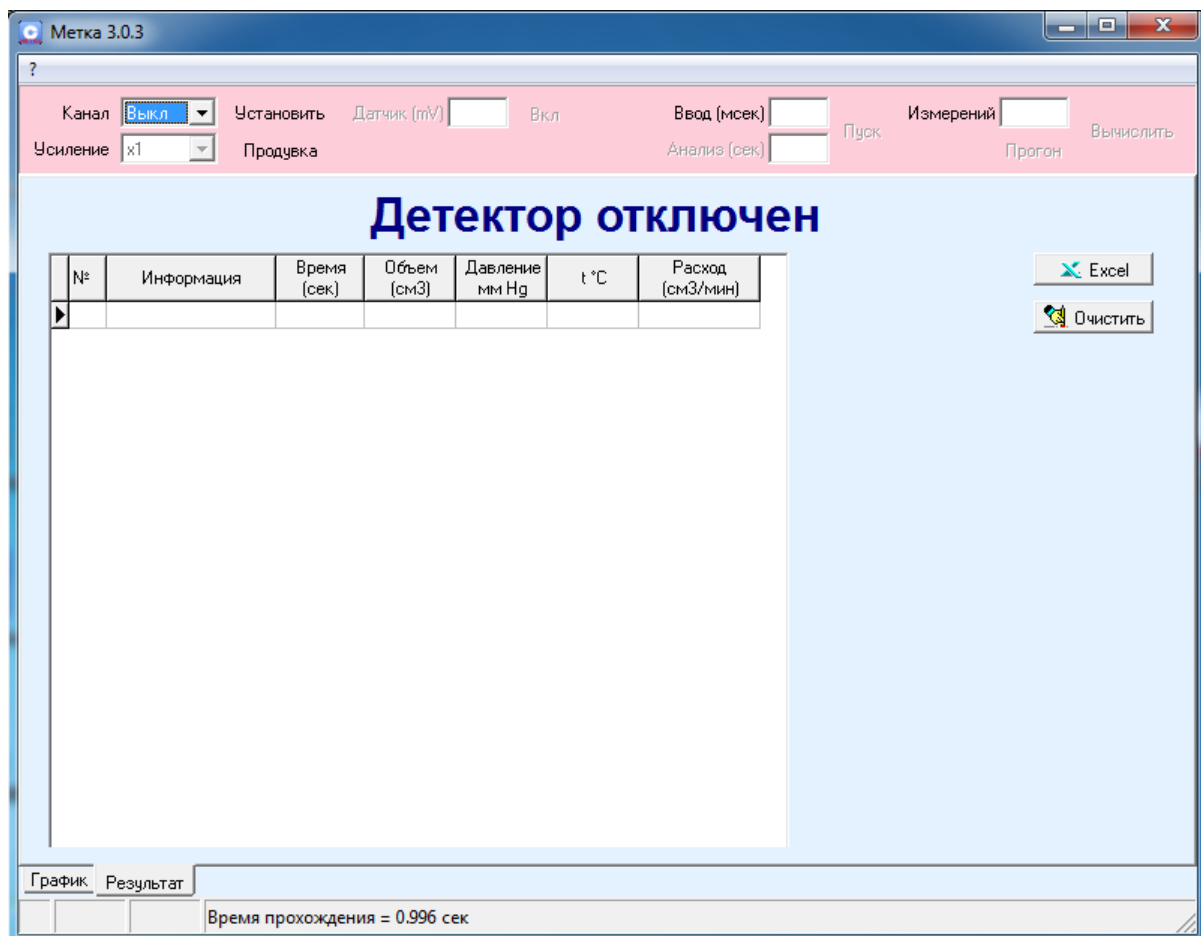 Метка 3.0.3
?
Канал Выкл Установить Датчик (mV) Вкл Ввод (мсек) Пуск Измерений Вычислить
Усиление x1 Продувка Анализ (сек) Прогон
Детектор отключен
№ Информация Время (сек) Объем (см3) Давление мм Hg t °C Расход (см3/мин)
Excel
Очистить
График Результат
Время прохождения = 0.996 сек